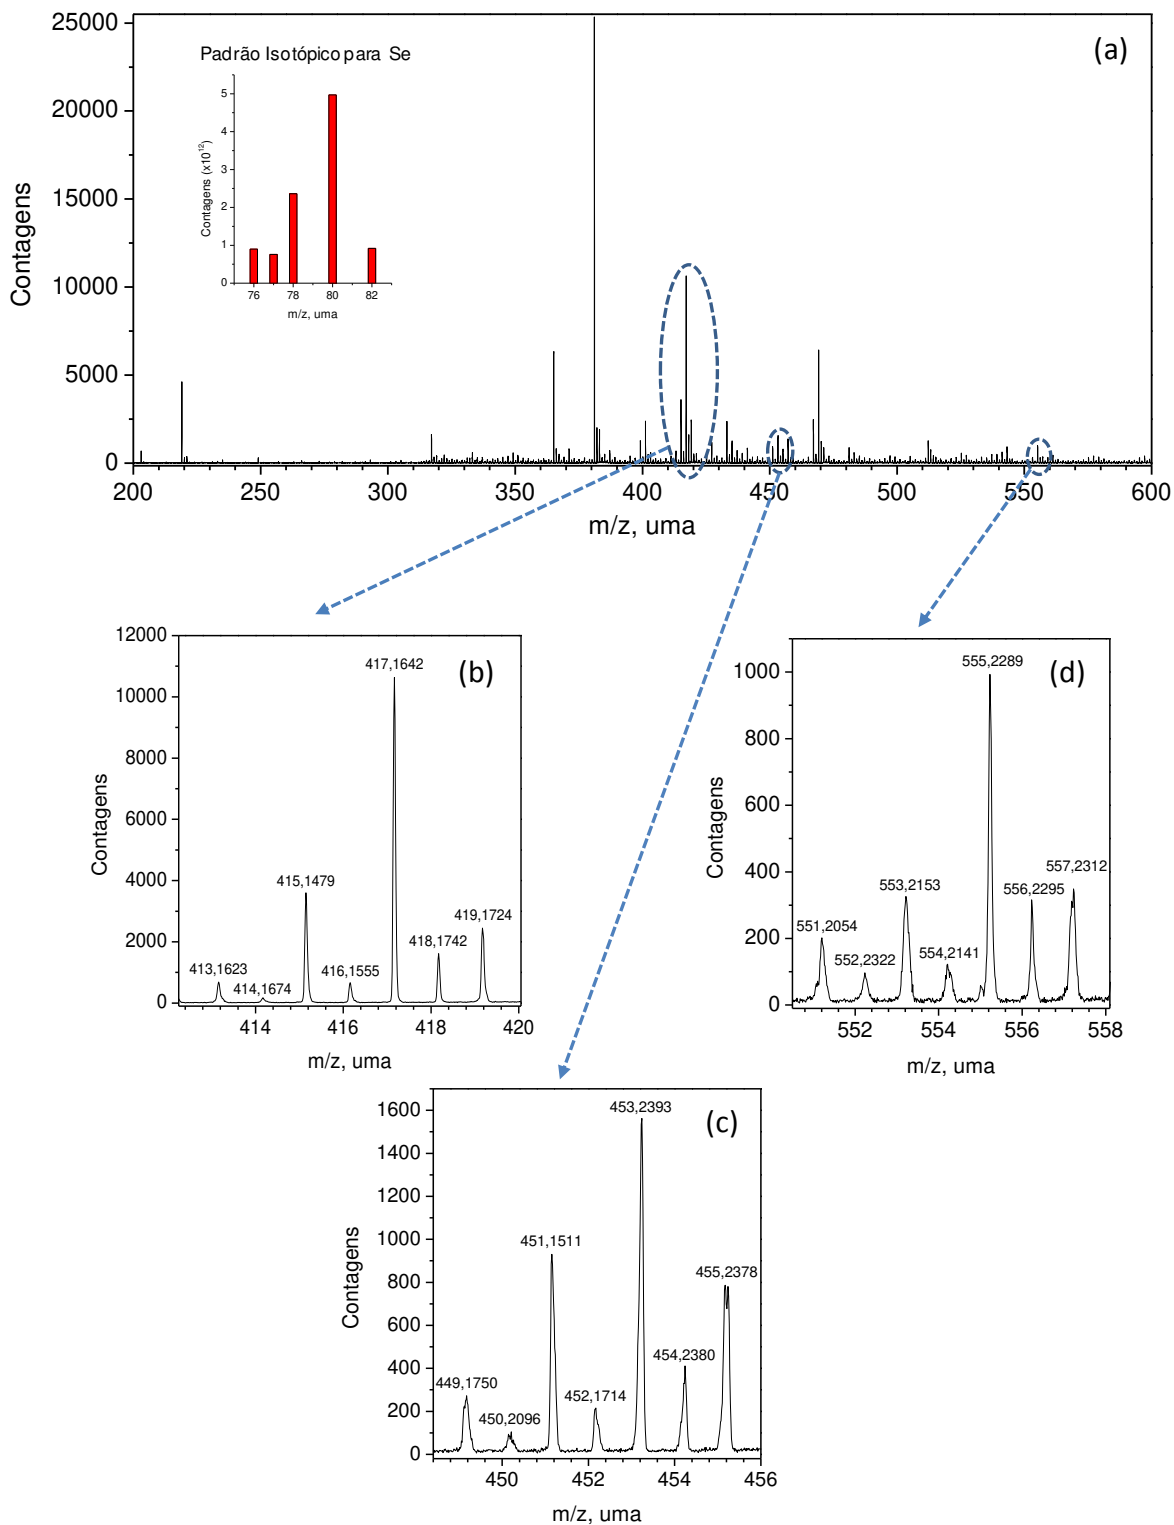 25000
20000
15000
10000
5000
0
Contagens
(a)
Padrão Isotópico para Se
5
4
3
2
1
0
Contagens (x10¹²)
76 78 80 82
m/z, uma
200 250 300 350 400 450 500 550 600
m/z, uma
12000
10000
8000
6000
4000
2000
0
Contagens
(b)
417,1642
415,1479
419,1724
418,1742
413,1623
416,1555
414,1674
414 416 418 420
m/z, uma
1000
800
600
400
200
0
Contagens
(d)
555,2289
557,2312
553,2153
556,2295
551,2054
554,2141
552,2322
552 554 556 558
m/z, uma
1600
1400
1200
1000
800
600
400
200
0
Contagens
(c)
453,2393
451,1511
455,2378
454,2380
449,1750
452,1714
450,2096
450 452 454 456
m/z, uma